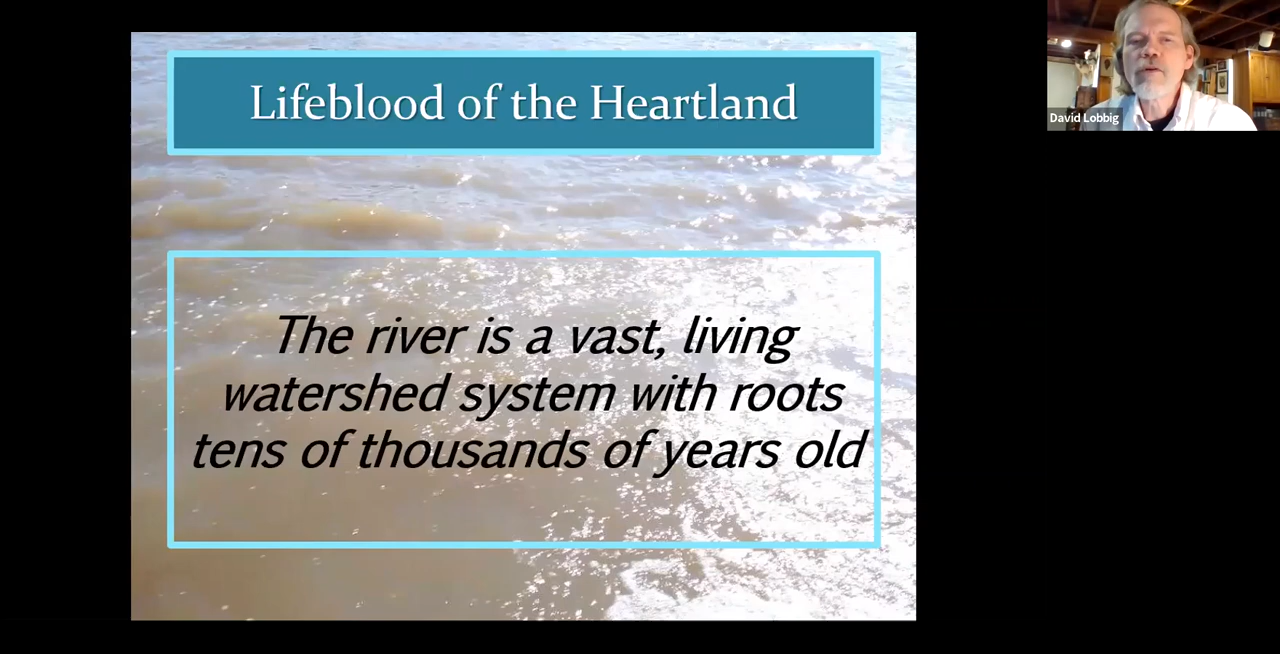 Lifeblood of the Heartland
David Lobbig
The river is a vast, living
watershed system with roots
tens of thousands of years old